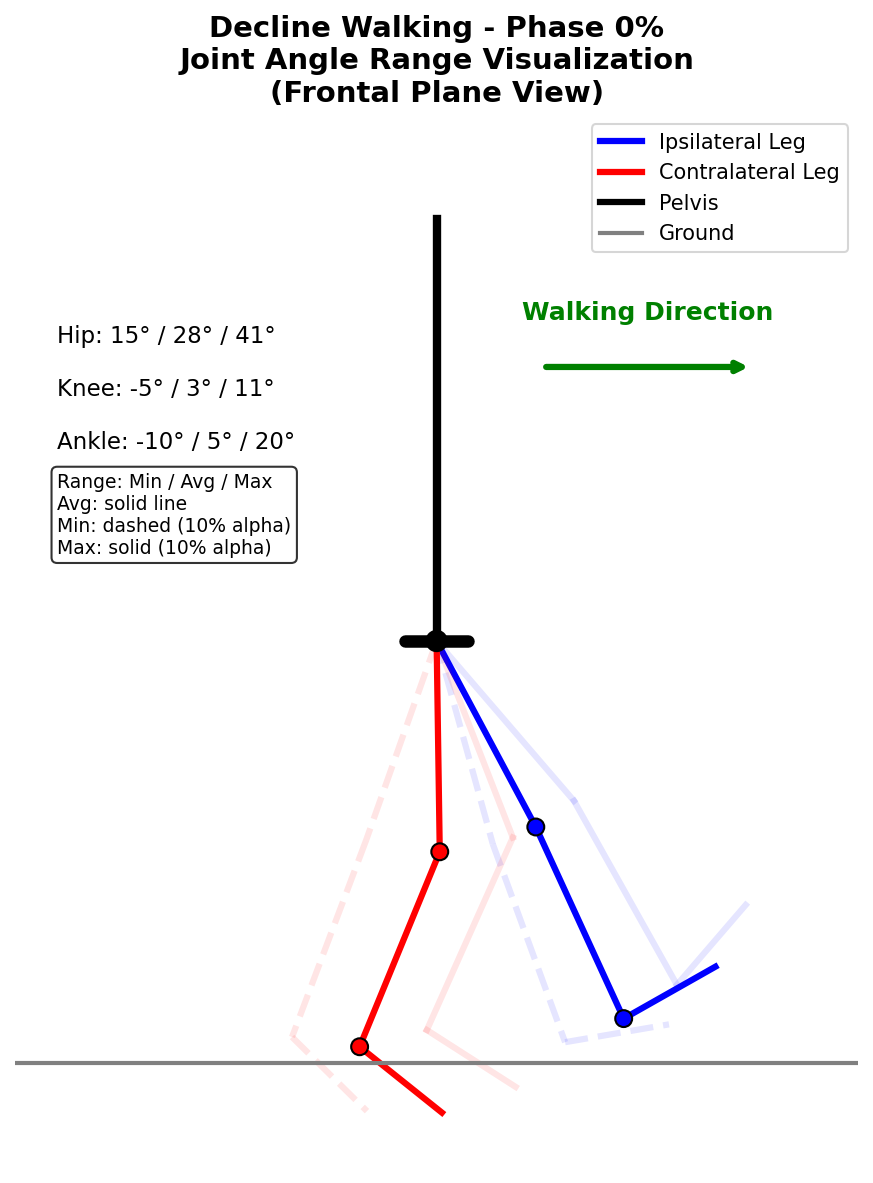 Decline Walking - Phase 0%
Joint Angle Range Visualization
(Frontal Plane View)
Ipsilateral Leg
Contralateral Leg
Pelvis
Ground
Walking Direction
Hip: 15° / 28° / 41°
Knee: -5° / 3° / 11°
Ankle: -10° / 5° / 20°
Range: Min / Avg / Max
Avg: solid line
Min: dashed (10% alpha)
Max: solid (10% alpha)